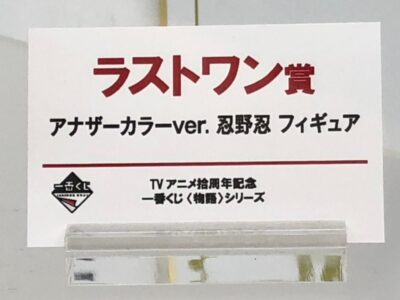 ラストワン賞
アナザーカラーver. 忍野忍 フィギュア
一番くじ
TVアニメ拾周年記念
一番くじ〈物語〉シリーズ